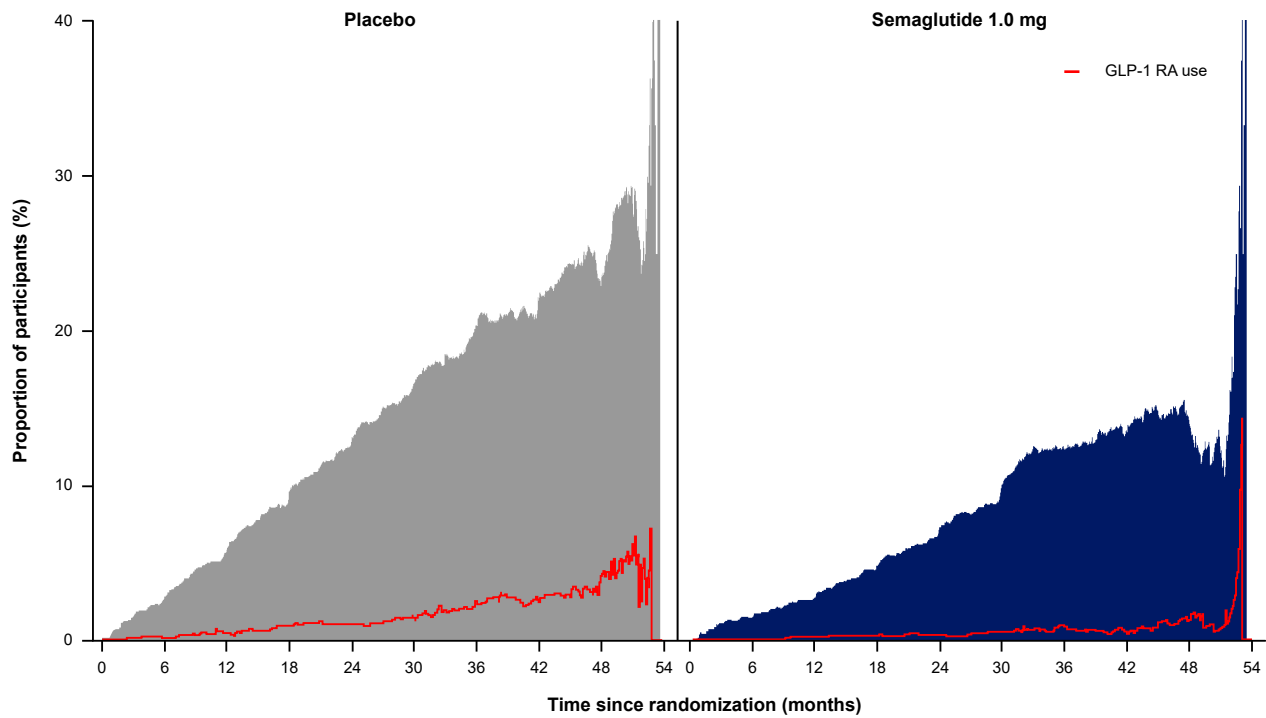 Placebo
Semaglutide 1.0 mg
GLP-1 RA use
Proportion of participants (%)
40
30
20
10
0
0 6 12 18 24 30 36 42 48 54
0 6 12 18 24 30 36 42 48 54
Time since randomization (months)